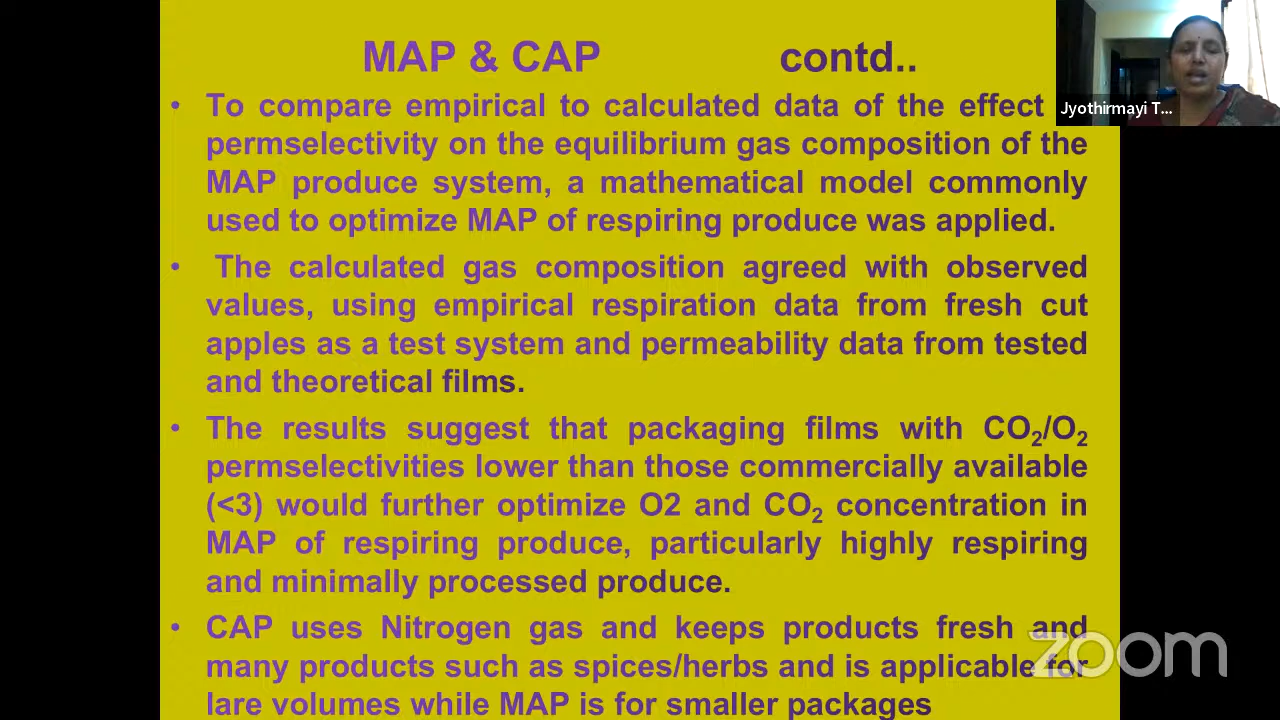 MAP & CAP contd..
• To compare empirical to calculated data of the effect
permselectivity on the equilibrium gas composition of the
MAP produce system, a mathematical model commonly
used to optimize MAP of respiring produce was applied.
• The calculated gas composition agreed with observed
values, using empirical respiration data from fresh cut
apples as a test system and permeability data from tested
and theoretical films.
• The results suggest that packaging films with CO₂/O₂
permselectivities lower than those commercially available
(<3) would further optimize O2 and CO₂ concentration in
MAP of respiring produce, particularly highly respiring
and minimally processed produce.
• CAP uses Nitrogen gas and keeps products fresh and
many products such as spices/herbs and is applicable for
lare volumes while MAP is for smaller packages
Jyothirmayi T...
zoom